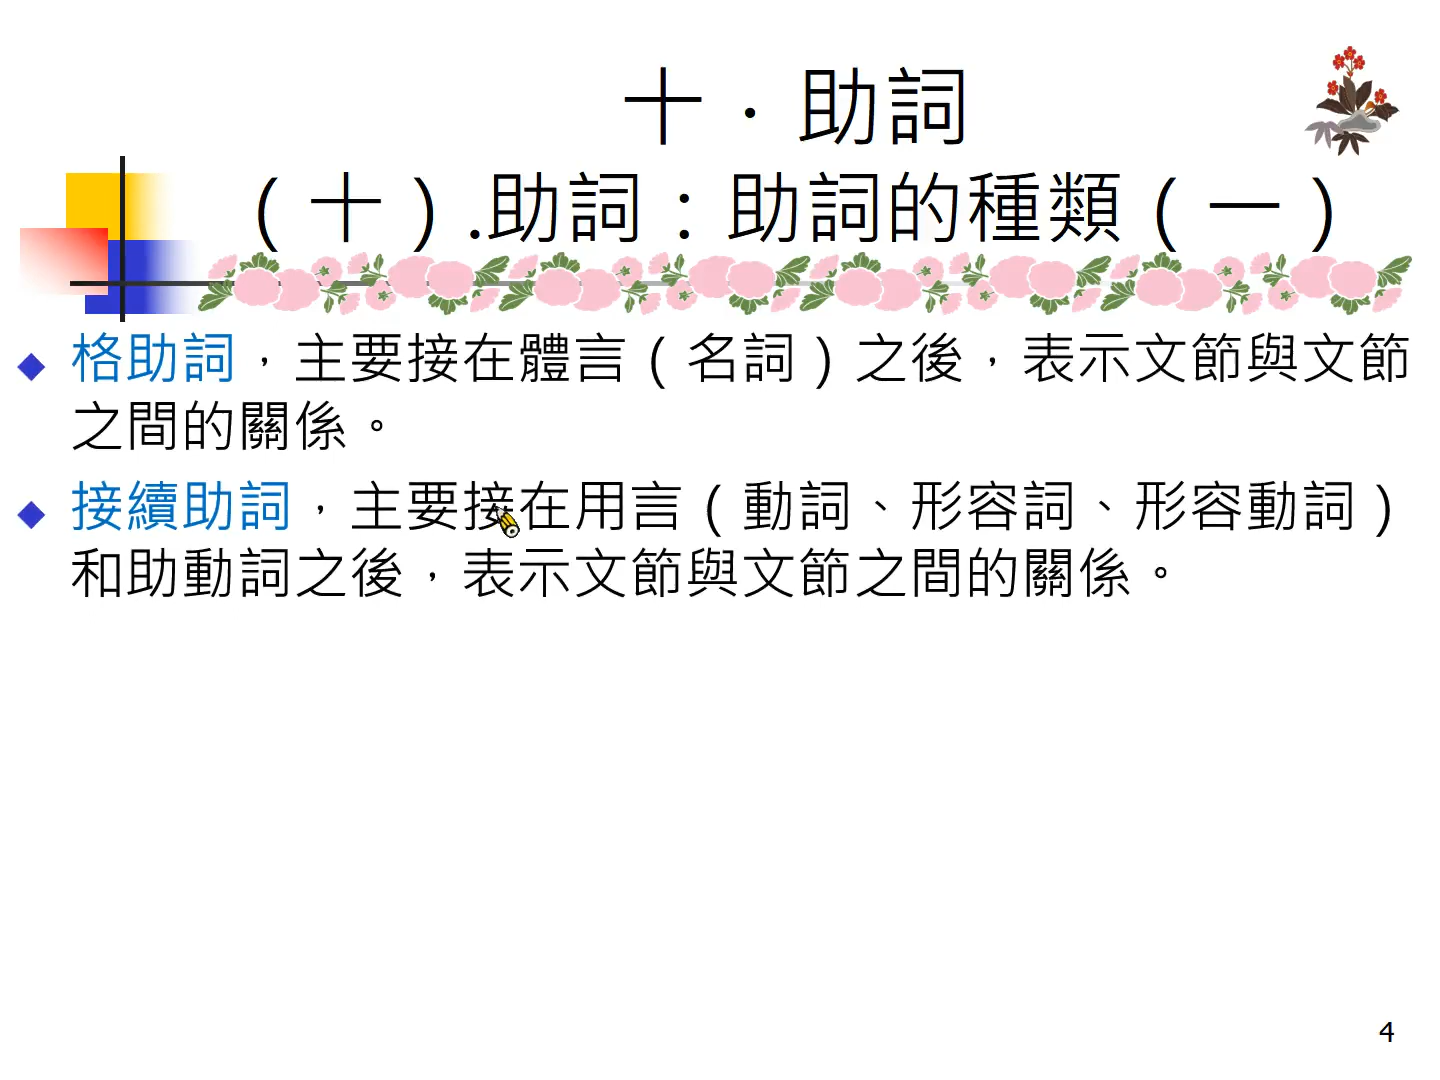 十．助詞
（十）.助詞：助詞的種類（一　）
格助詞，主要接在體言（名詞）之後，表示文節與文節
之間的關係。
接續助詞，主要接在用言（動詞、形容詞、形容動詞）
和助動詞之後，表示文節與文節之間的關係。
4